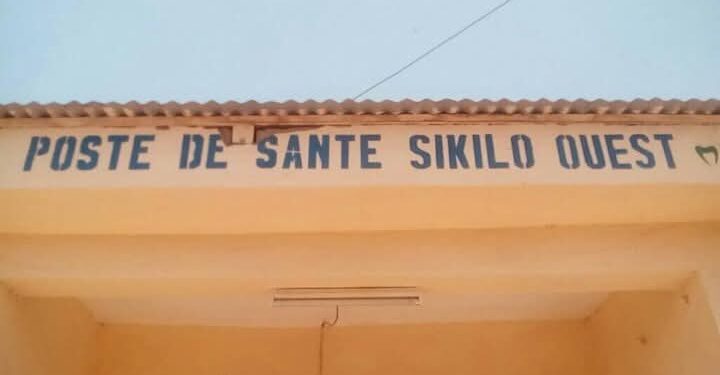 POSTE DE SANTE SIKILO OUEST